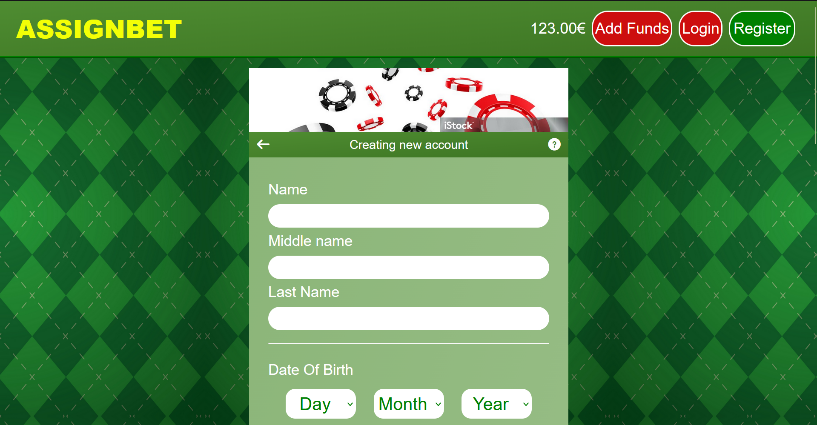 ASSIGNBET
123.00€ Add Funds Login Register
iStock
Creating new account ?
Name
Middle name
Last Name
Date Of Birth
Day Month Year